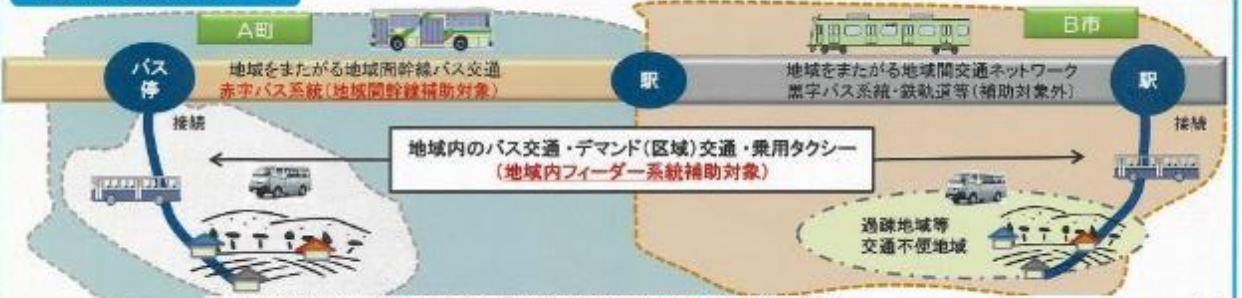 A町
B市
バス停
地域をまたがる地域間幹線バス交通
赤字バス系統(地域間幹線補助対象)
駅
地域をまたがる地域間交通ネットワーク
黒字バス系統・鉄軌道等(補助対象外)
駅
接続
接続
地域内のバス交通・デマンド(区域)交通・乗用タクシー
(地域内フィーダー系統補助対象)
過疎地域等
交通不便地域